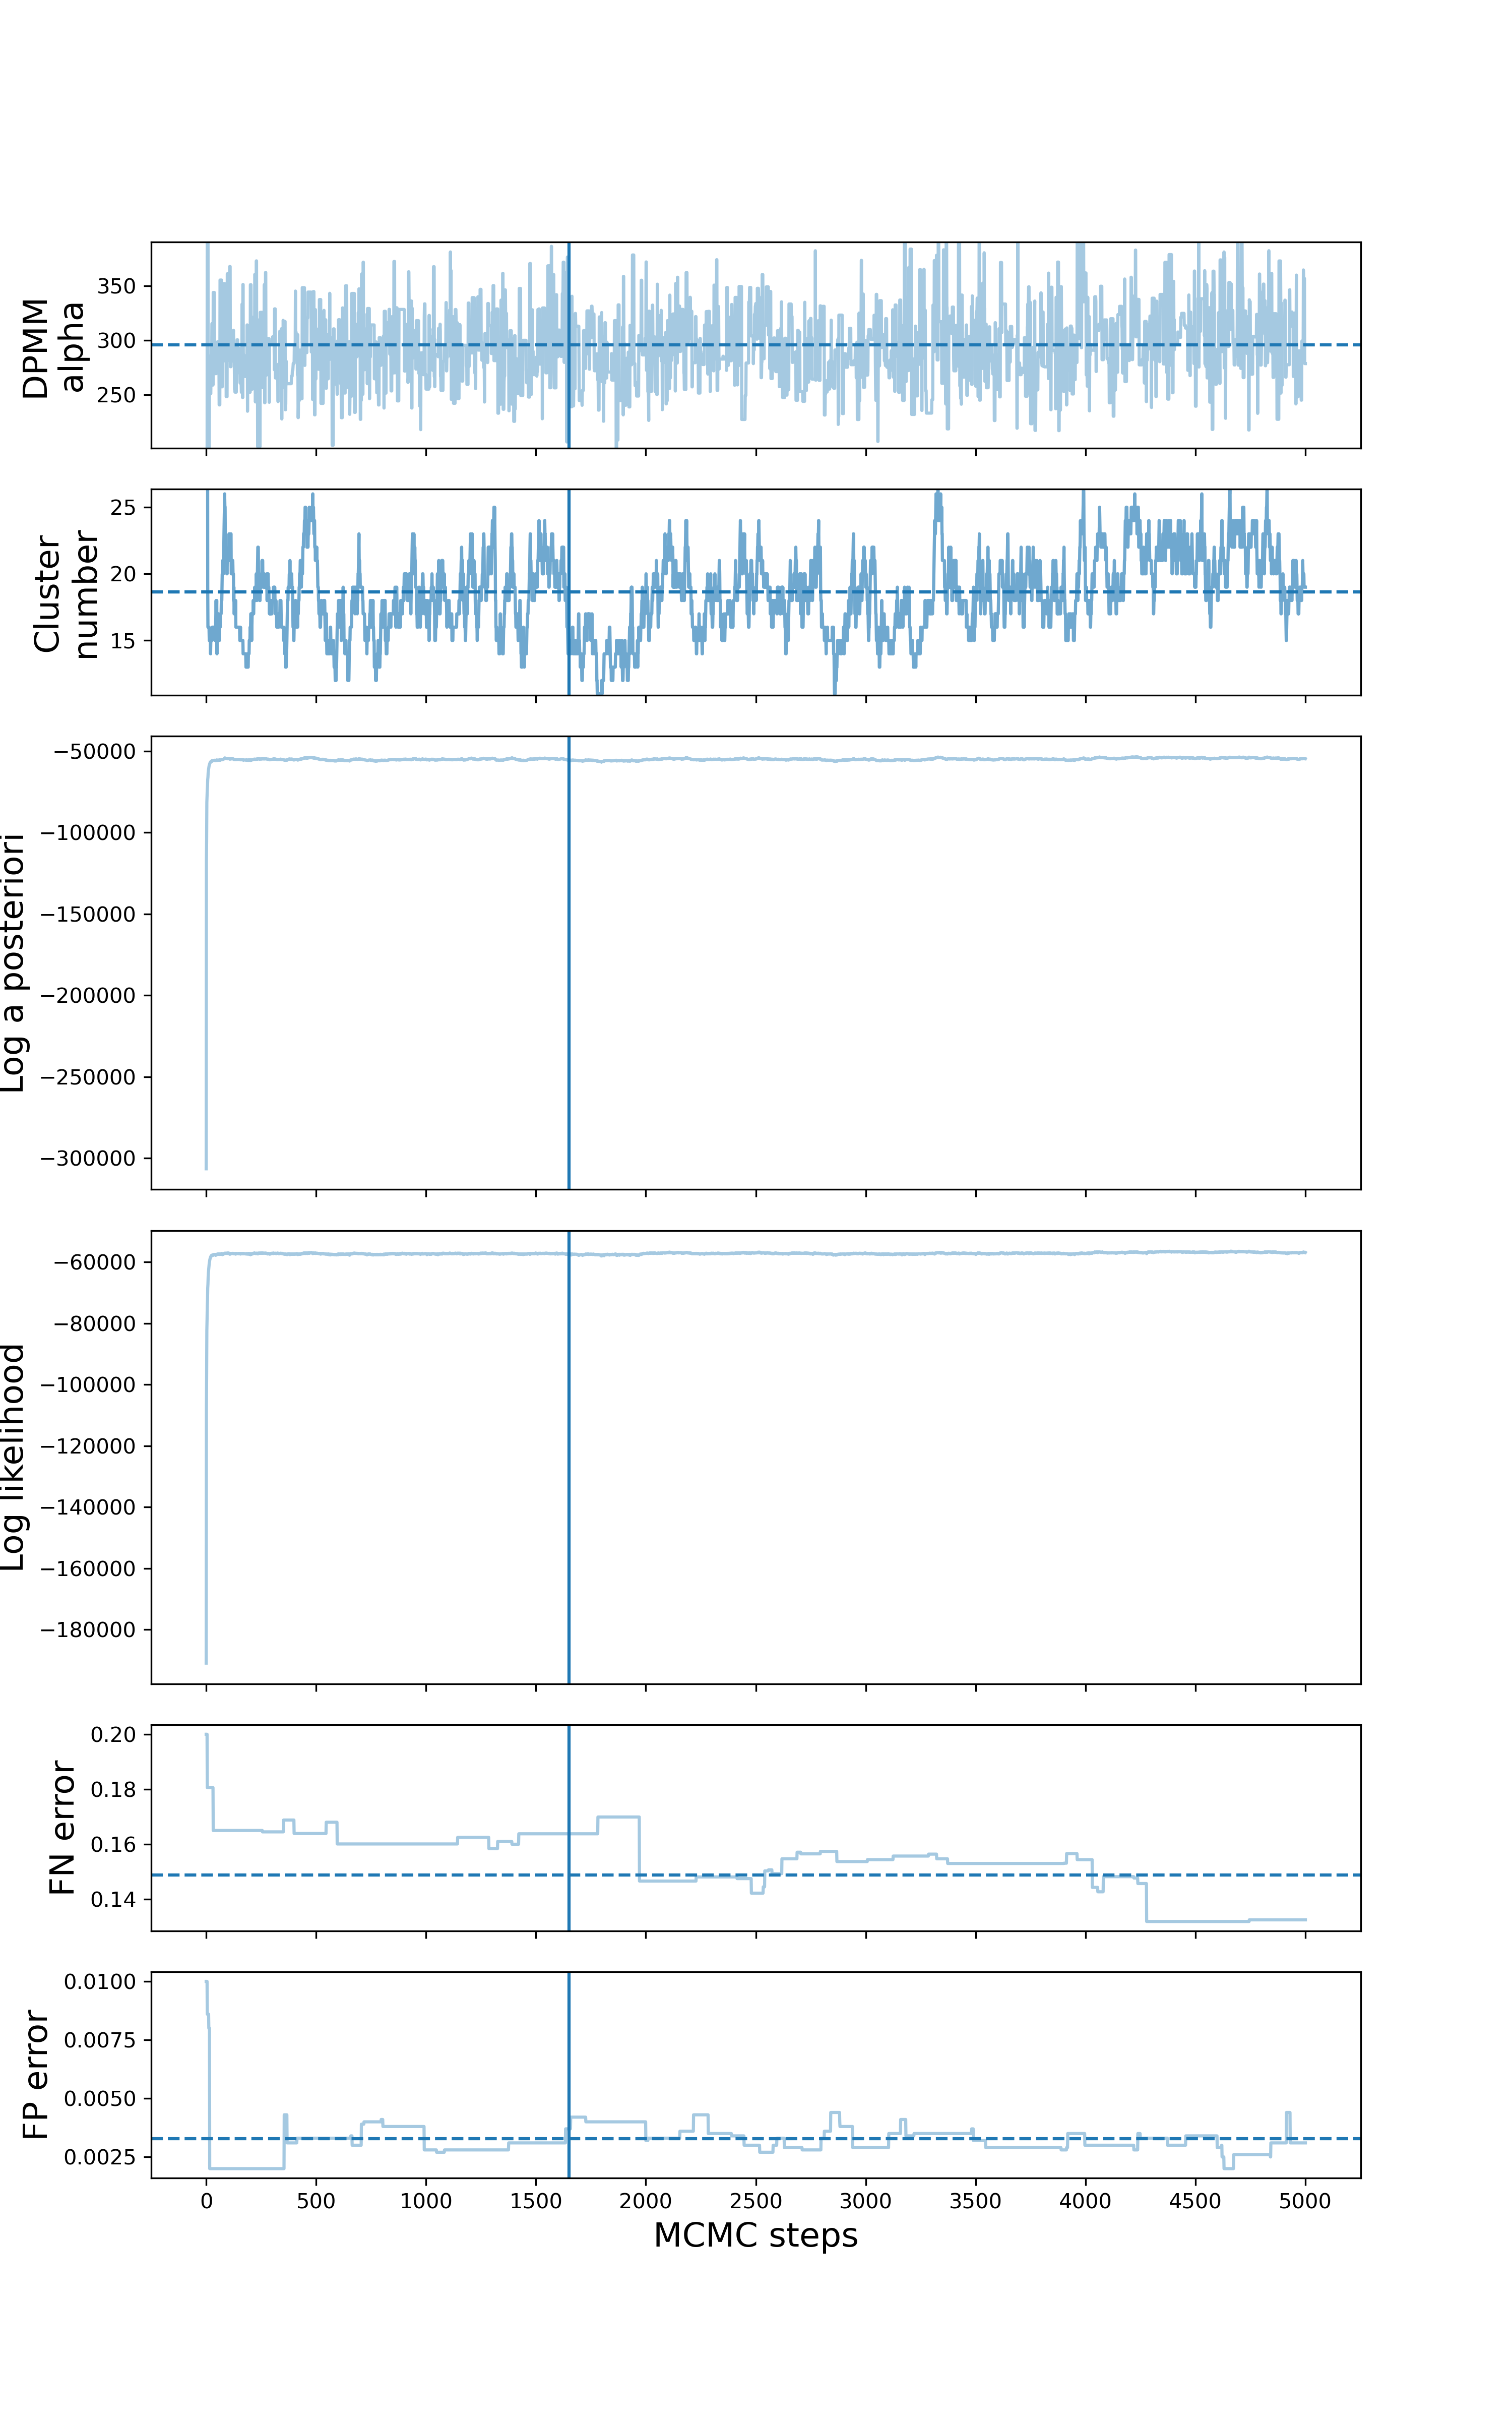 DPMM
alpha
350
300
250
Cluster
number
25
20
15
Log a posteriori
−50000
−100000
−150000
−200000
−250000
−300000
Log likelihood
−60000
−80000
−100000
−120000
−140000
−160000
−180000
FN error
0.20
0.18
0.16
0.14
FP error
0.0100
0.0075
0.0050
0.0025
0 500 1000 1500 2000 2500 3000 3500 4000 4500 5000
MCMC steps